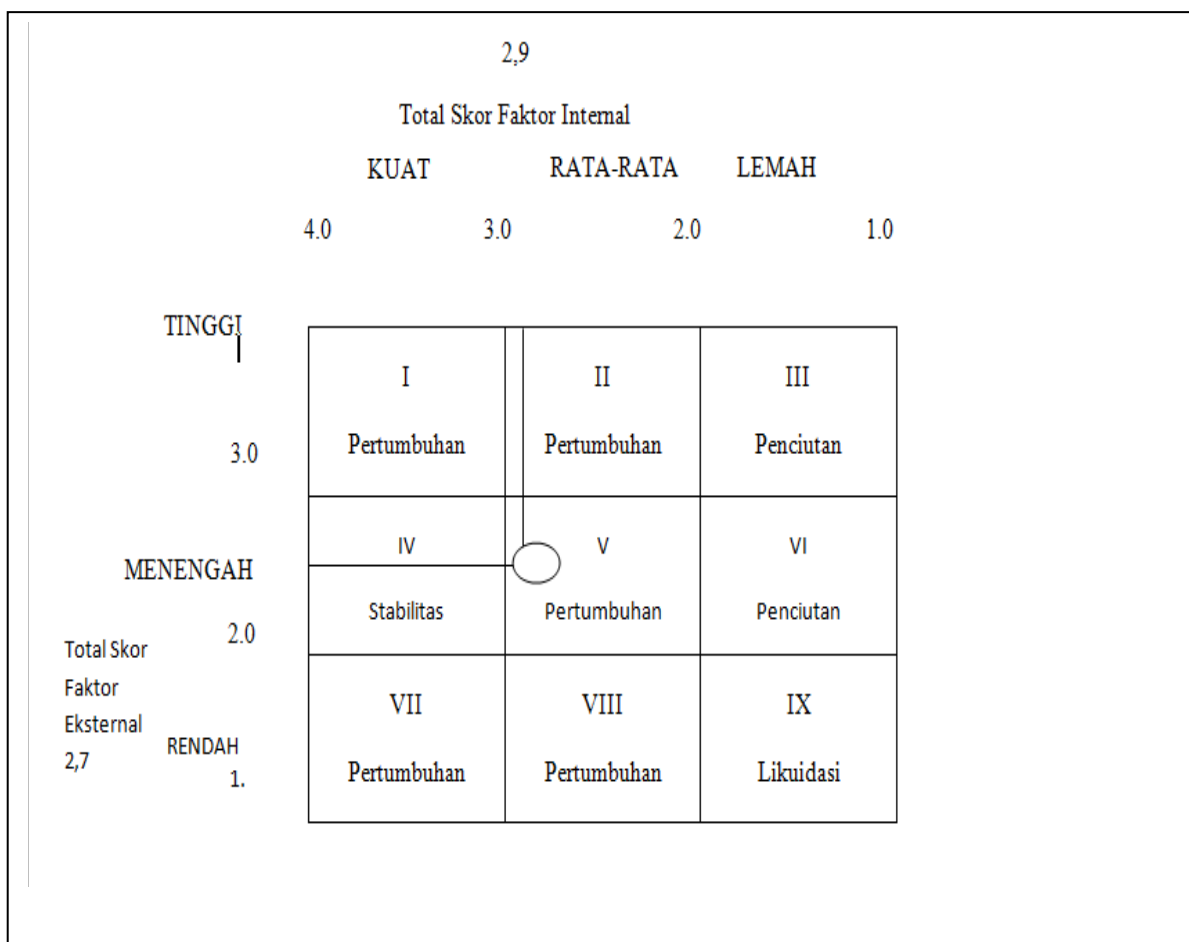 2,9
Total Skor Faktor Internal
KUAT RATA-RATA LEMAH
4.0 3.0 2.0 1.0
TINGGI
I II III
Pertumbuhan Pertumbuhan Penciutan
3.0
IV V VI
MENENGAH
Stabilitas Pertumbuhan Penciutan
2.0
Total Skor
Faktor
Eksternal
2,7
RENDAH
1.
VII VIII IX
Pertumbuhan Pertumbuhan Likuidasi